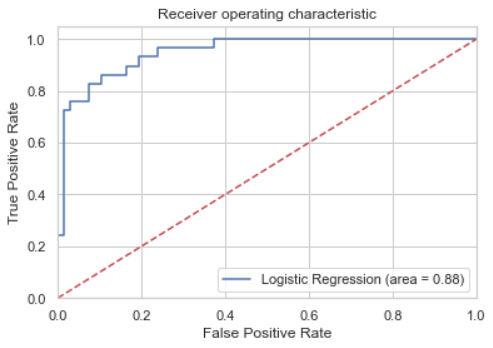 Receiver operating characteristic
1.0
0.8
0.6
0.4
0.2
0.0
True Positive Rate
Logistic Regression (area = 0.88)
0.0 0.2 0.4 0.6 0.8 1.0
False Positive Rate